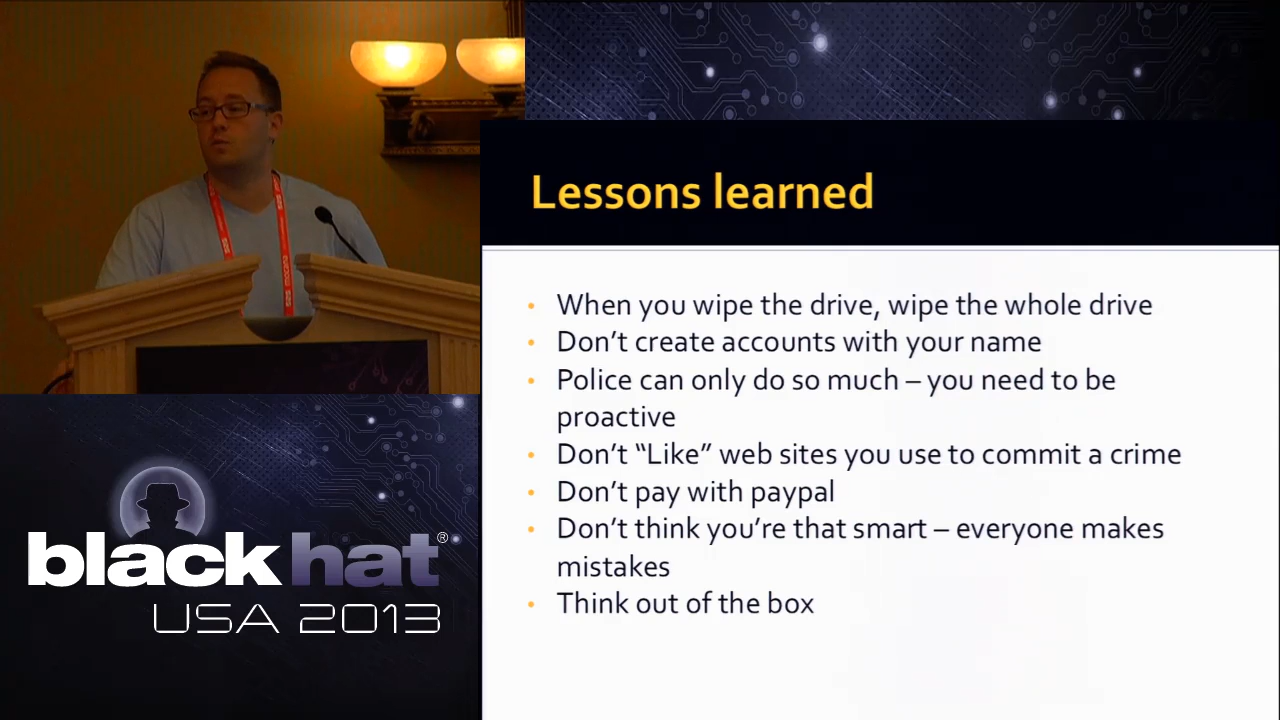 Lessons learned
• When you wipe the drive, wipe the whole drive
• Don’t create accounts with your name
• Police can only do so much – you need to be
proactive
• Don’t “Like” web sites you use to commit a crime
• Don’t pay with paypal
• Don’t think you’re that smart – everyone makes
mistakes
• Think out of the box
blackhat®
USA 2013